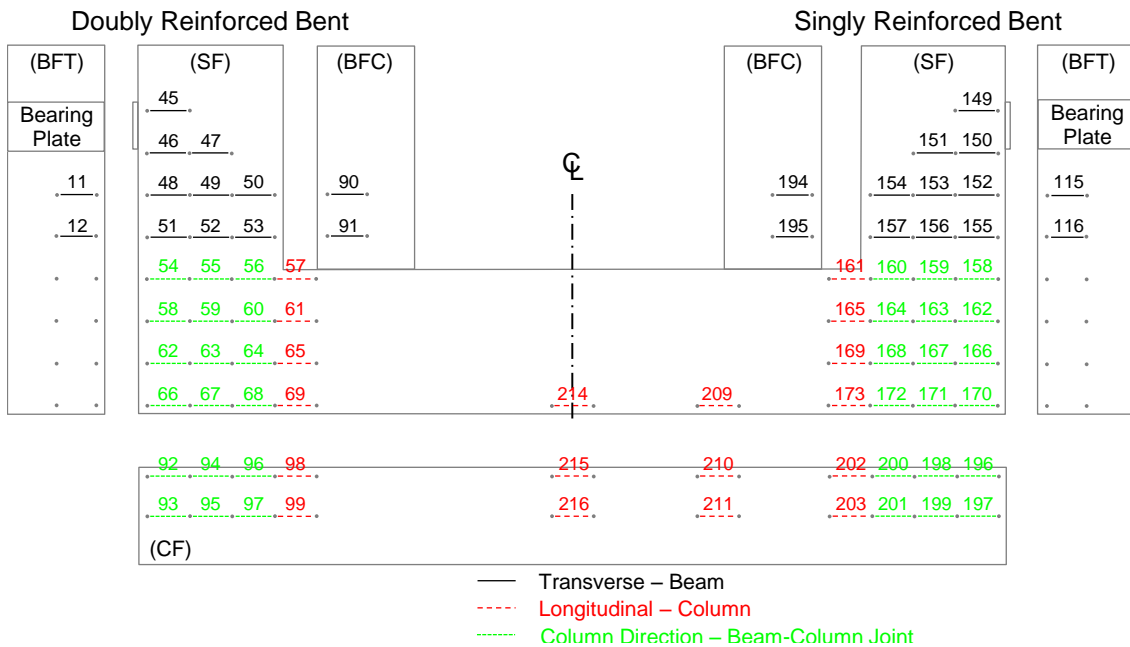 Doubly Reinforced Bent Singly Reinforced Bent
(BFT) (SF) (BFC) (BFC) (SF) (BFT)
45 149
Bearing Plate Bearing Plate
46 47 151 150
11 48 49 50 90 ℄ 194 154 153 152 115
12 51 52 53 91 195 157 156 155 116
54 55 56 57 161 160 159 158
58 59 60 61 165 164 163 162
62 63 64 65 169 168 167 166
66 67 68 69 214 209 173 172 171 170
92 94 96 98 215 210 202 200 198 196
93 95 97 99 216 211 203 201 199 197
(CF)
Transverse – Beam
Longitudinal – Column
Column Direction – Beam-Column Joint